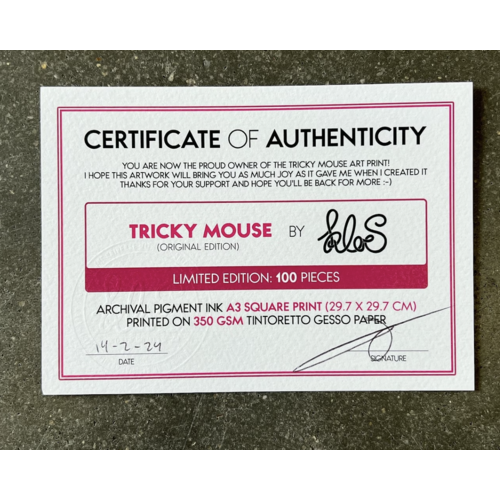 CERTIFICATE OF AUTHENTICITY
YOU ARE NOW THE PROUD OWNER OF THE TRICKY MOUSE ART PRINT!
I HOPE THIS ARTWORK WILL BRING YOU AS MUCH JOY AS IT GAVE ME WHEN I CREATED IT
THANKS FOR YOUR SUPPORT AND HOPE YOU'LL BE BACK FOR MORE :-)
TRICKY MOUSE BY
(ORIGINAL EDITION)
LIMITED EDITION: 100 PIECES
ARCHIVAL PIGMENT INK A3 SQUARE PRINT (29.7 X 29.7 CM)
PRINTED ON 350 GSM TINTORETTO GESSO PAPER
14-2-24
DATE
SIGNATURE